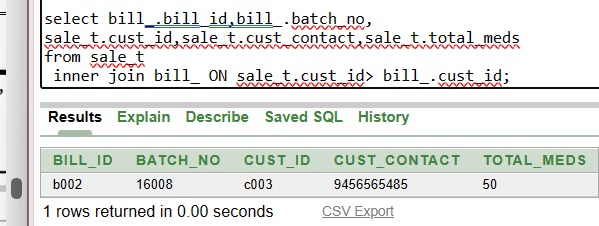 select bill_.bill_id,bill_.batch_no,
sale_t.cust_id,sale_t.cust_contact,sale_t.total_meds
from sale_t
inner join bill_ ON sale_t.cust_id> bill_.cust_id;
Results Explain Describe Saved SQL History
BILL_ID BATCH_NO CUST_ID CUST_CONTACT TOTAL_MEDS
b002 16008 c003 9456565485 50
1 rows returned in 0.00 seconds CSV Export